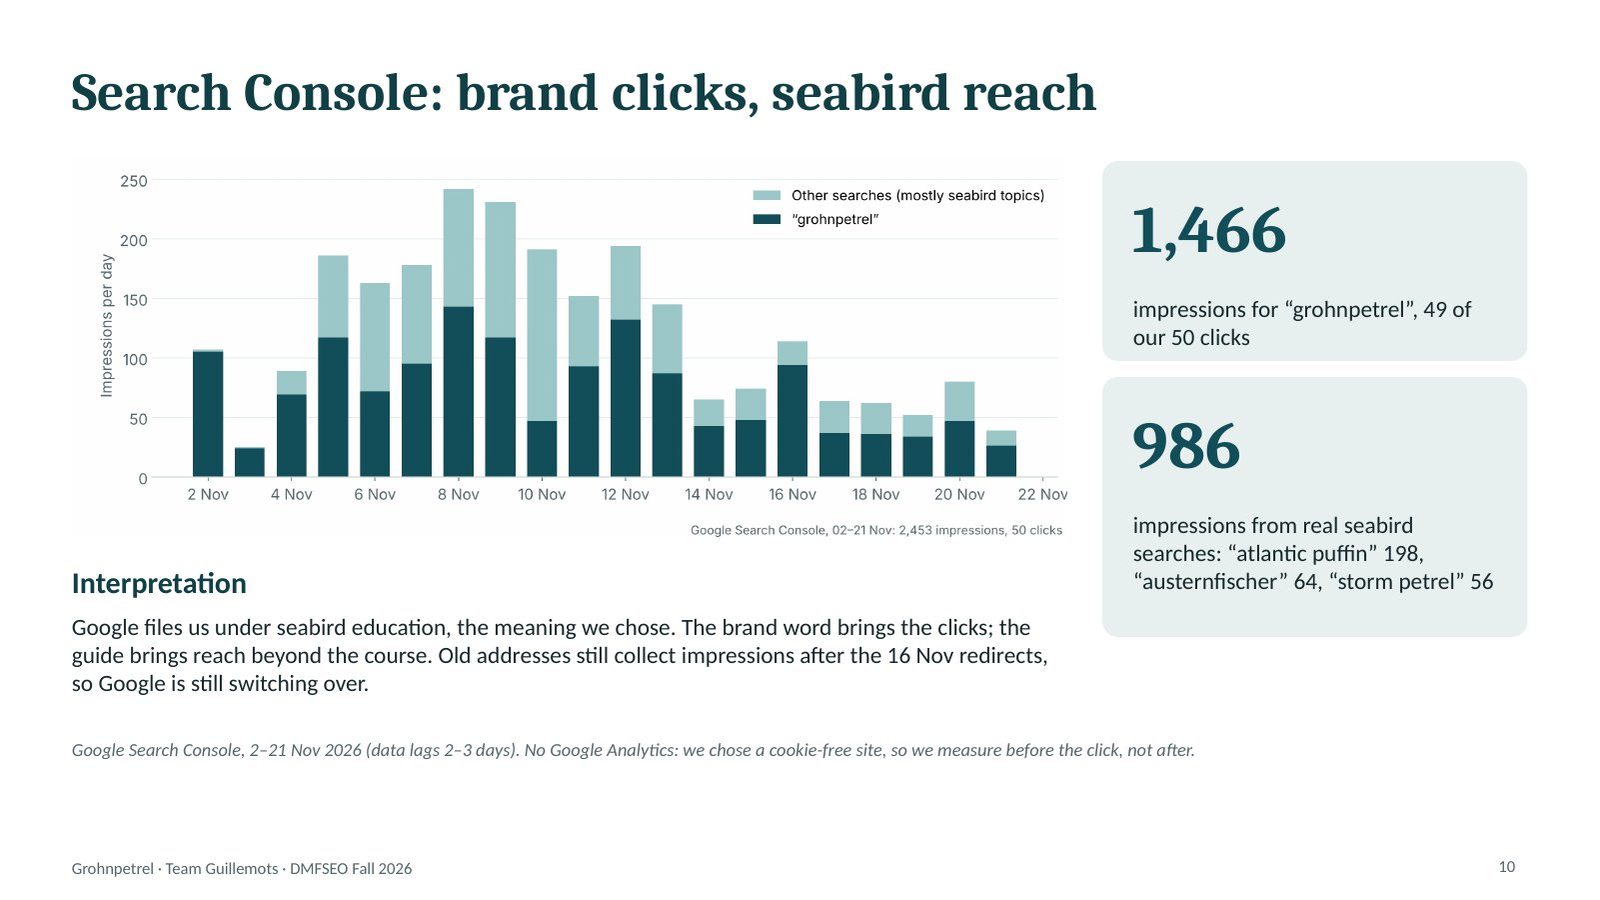 Search Console: brand clicks, seabird reach
250
200
150
100
50
0
Impressions per day
Other searches (mostly seabird topics)
“grohnpetrel”
2 Nov
4 Nov
6 Nov
8 Nov
10 Nov
12 Nov
14 Nov
16 Nov
18 Nov
20 Nov
22 Nov
Google Search Console, 02–21 Nov: 2,453 impressions, 50 clicks
1,466
impressions for “grohnpetrel”, 49 of
our 50 clicks
986
impressions from real seabird
searches: “atlantic puffin” 198,
“austernfischer” 64, “storm petrel” 56
Interpretation
Google files us under seabird education, the meaning we chose. The brand word brings the clicks; the
guide brings reach beyond the course. Old addresses still collect impressions after the 16 Nov redirects,
so Google is still switching over.
Google Search Console, 2–21 Nov 2026 (data lags 2–3 days). No Google Analytics: we chose a cookie-free site, so we measure before the click, not after.
Grohnpetrel · Team Guillemots · DMFSEO Fall 2026
10